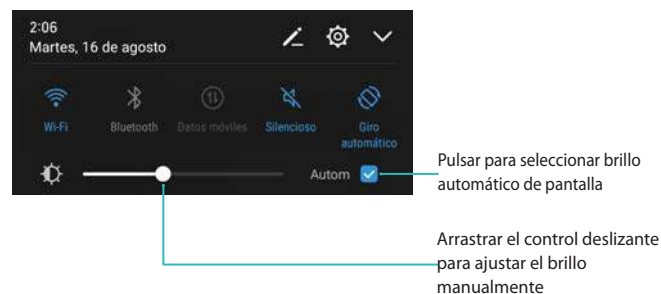 2:06
Martes, 16 de agosto
Wi-Fi
Bluetooth
Datos móviles
Silencioso
Giro
automático
Autom
Pulsar para seleccionar brillo
automático de pantalla
Arrastrar el control deslizante
para ajustar el brillo
manualmente